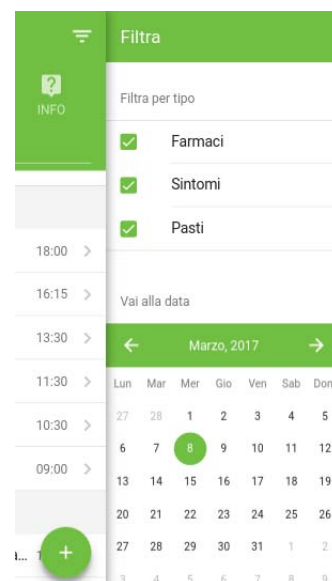 Filtra
INFO
Filtra per tipo
Farmaci
Sintomi
Pasti
18:00
16:15
13:30
11:30
10:30
09:00
Vai alla data
Marzo, 2017
Lun Mar Mer Gio Ven Sab Dom
27 28 1 2 3 4 5
6 7 8 9 10 11 12
13 14 15 16 17 18 19
20 21 22 23 24 25 26
27 28 29 30 31 1 2
3 4 5 6 7 8 9